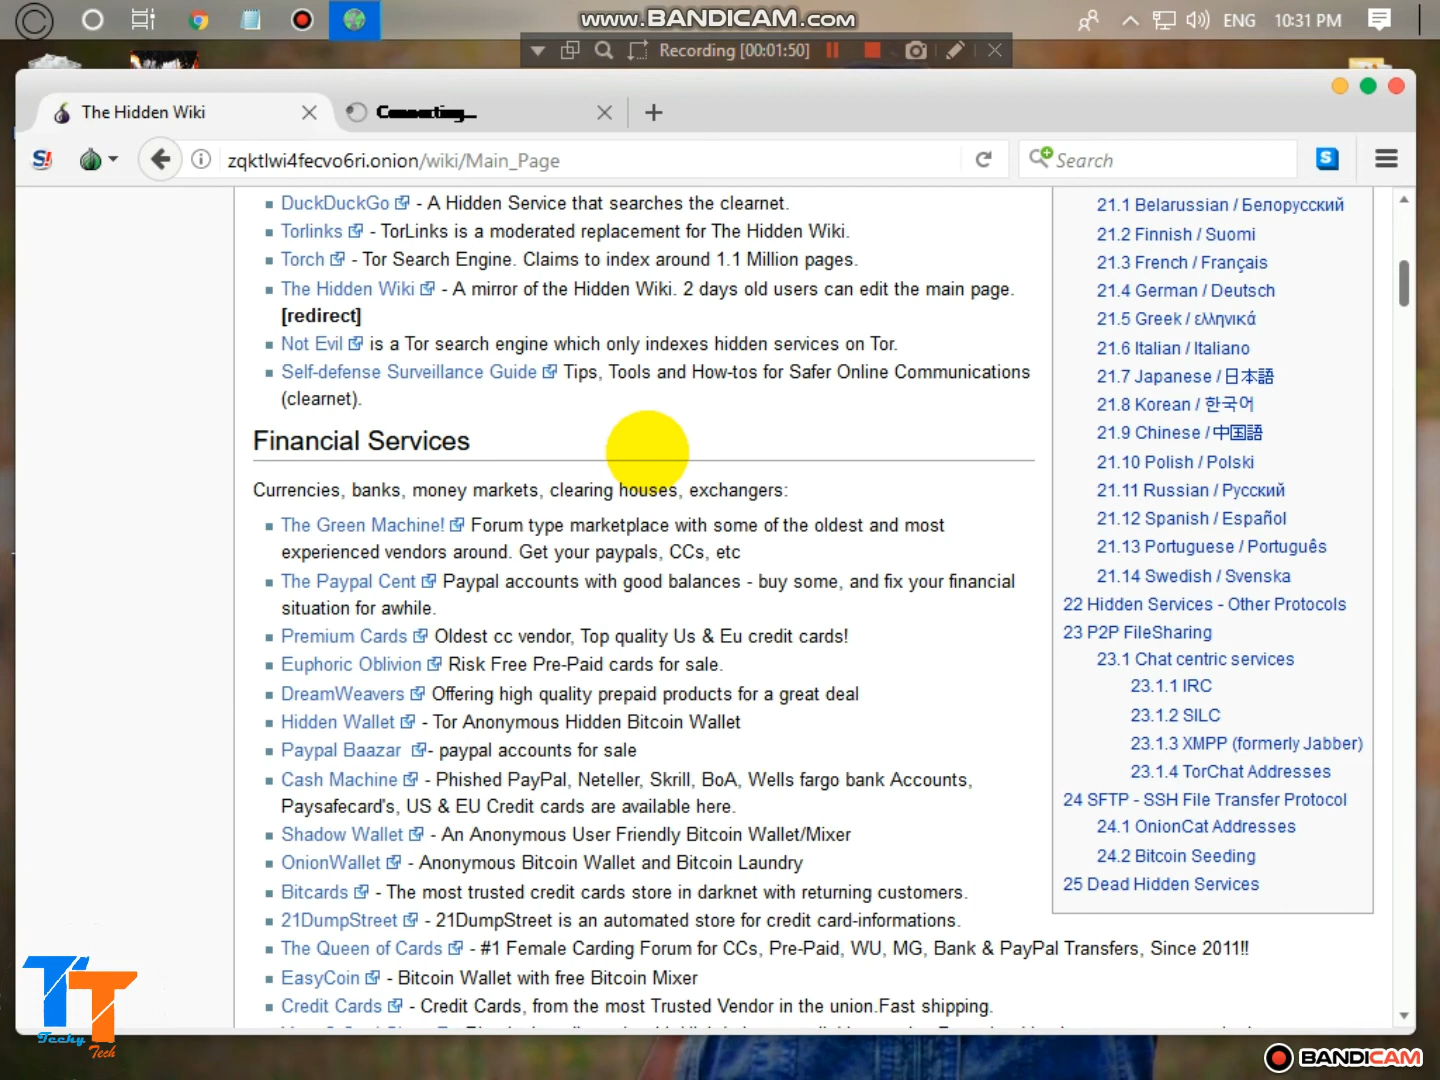 www.BANDICAM.com
ENG 10:31 PM
Recording [00:01:50]
The Hidden Wiki
Connecting...
zqktlwi4fecvo6ri.onion/wiki/Main_Page
Search
DuckDuckGo - A Hidden Service that searches the clearnet.
Torlinks - TorLinks is a moderated replacement for The Hidden Wiki.
Torch - Tor Search Engine. Claims to index around 1.1 Million pages.
The Hidden Wiki - A mirror of the Hidden Wiki. 2 days old users can edit the main page.
[redirect]
Not Evil is a Tor search engine which only indexes hidden services on Tor.
Self-defense Surveillance Guide Tips, Tools and How-tos for Safer Online Communications
(clearnet).
Financial Services
Currencies, banks, money markets, clearing houses, exchangers:
The Green Machine! Forum type marketplace with some of the oldest and most
experienced vendors around. Get your paypals, CCs, etc
The Paypal Cent Paypal accounts with good balances - buy some, and fix your financial
situation for awhile.
Premium Cards Oldest cc vendor, Top quality Us & Eu credit cards!
Euphoric Oblivion Risk Free Pre-Paid cards for sale.
DreamWeavers Offering high quality prepaid products for a great deal
Hidden Wallet - Tor Anonymous Hidden Bitcoin Wallet
Paypal Baazar - paypal accounts for sale
Cash Machine - Phished PayPal, Neteller, Skrill, BoA, Wells fargo bank Accounts,
Paysafecard's, US & EU Credit cards are available here.
Shadow Wallet - An Anonymous User Friendly Bitcoin Wallet/Mixer
OnionWallet - Anonymous Bitcoin Wallet and Bitcoin Laundry
Bitcards - The most trusted credit cards store in darknet with returning customers.
21DumpStreet - 21DumpStreet is an automated store for credit card-informations.
The Queen of Cards - #1 Female Carding Forum for CCs, Pre-Paid, WU, MG, Bank & PayPal Transfers, Since 2011!!
EasyCoin - Bitcoin Wallet with free Bitcoin Mixer
Credit Cards - Credit Cards, from the most Trusted Vendor in the union.Fast shipping.
21.1 Belarussian / Белорусский
21.2 Finnish / Suomi
21.3 French / Français
21.4 German / Deutsch
21.5 Greek / ελληνικά
21.6 Italian / Italiano
21.7 Japanese / 日本語
21.8 Korean / 한국어
21.9 Chinese / 中国語
21.10 Polish / Polski
21.11 Russian / Русский
21.12 Spanish / Español
21.13 Portuguese / Português
21.14 Swedish / Svenska
22 Hidden Services - Other Protocols
23 P2P FileSharing
23.1 Chat centric services
23.1.1 IRC
23.1.2 SILC
23.1.3 XMPP (formerly Jabber)
23.1.4 TorChat Addresses
24 SFTP - SSH File Transfer Protocol
24.1 OnionCat Addresses
24.2 Bitcoin Seeding
25 Dead Hidden Services
TT
Techy
Tech
BANDICAM